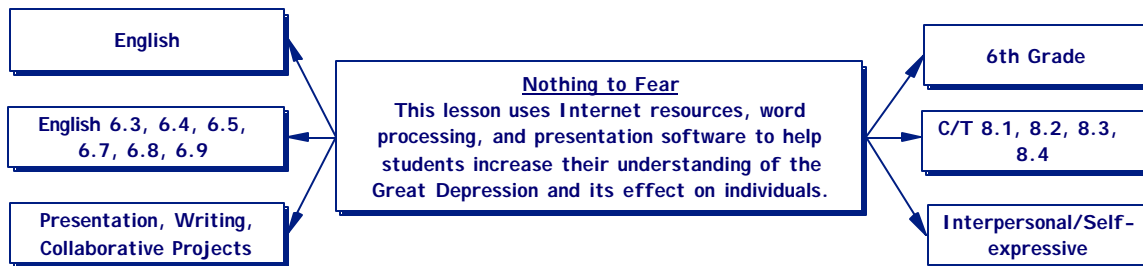 English
English 6.3, 6.4, 6.5,
6.7, 6.8, 6.9
Presentation, Writing,
Collaborative Projects
Nothing to Fear
This lesson uses Internet resources, word
processing, and presentation software to help
students increase their understanding of the
Great Depression and its effect on individuals.
6th Grade
C/T 8.1, 8.2, 8.3,
8.4
Interpersonal/Self-
expressive